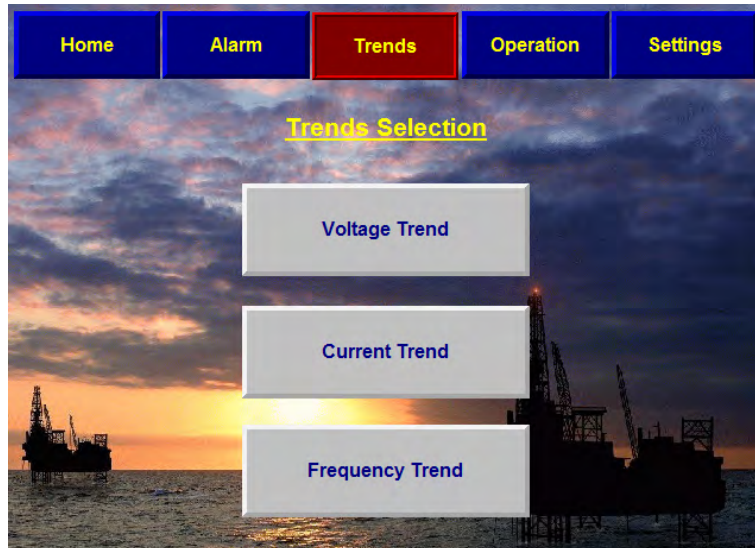 Home Alarm Trends Operation Settings
Trends Selection
Voltage Trend
Current Trend
Frequency Trend